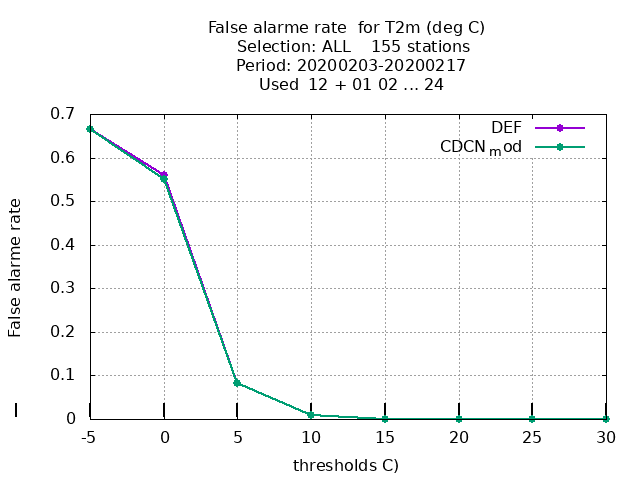 False alarme rate  for T2m (deg C)
Selection: ALL    155 stations
Period: 20200203-20200217
Used  12 + 01 02 ... 24
DEF
CDCNmod
0.7
0.6
0.5
0.4
0.3
0.2
0.1
0
False alarme rate
-5 0 5 10 15 20 25 30
thresholds C)